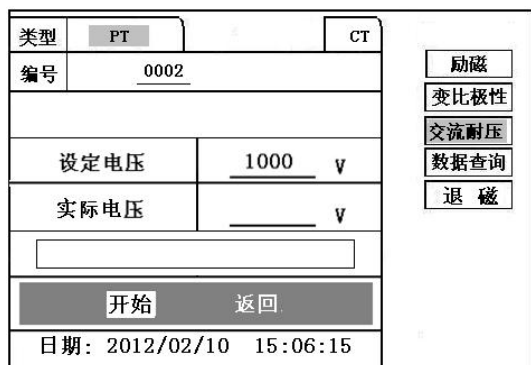 类型 PT CT
编号 0002
设定电压 1000 V
实际电压 V
开始 返回
日期: 2012/02/10 15:06:15
励磁
变比极性
交流耐压
数据查询
退 磁